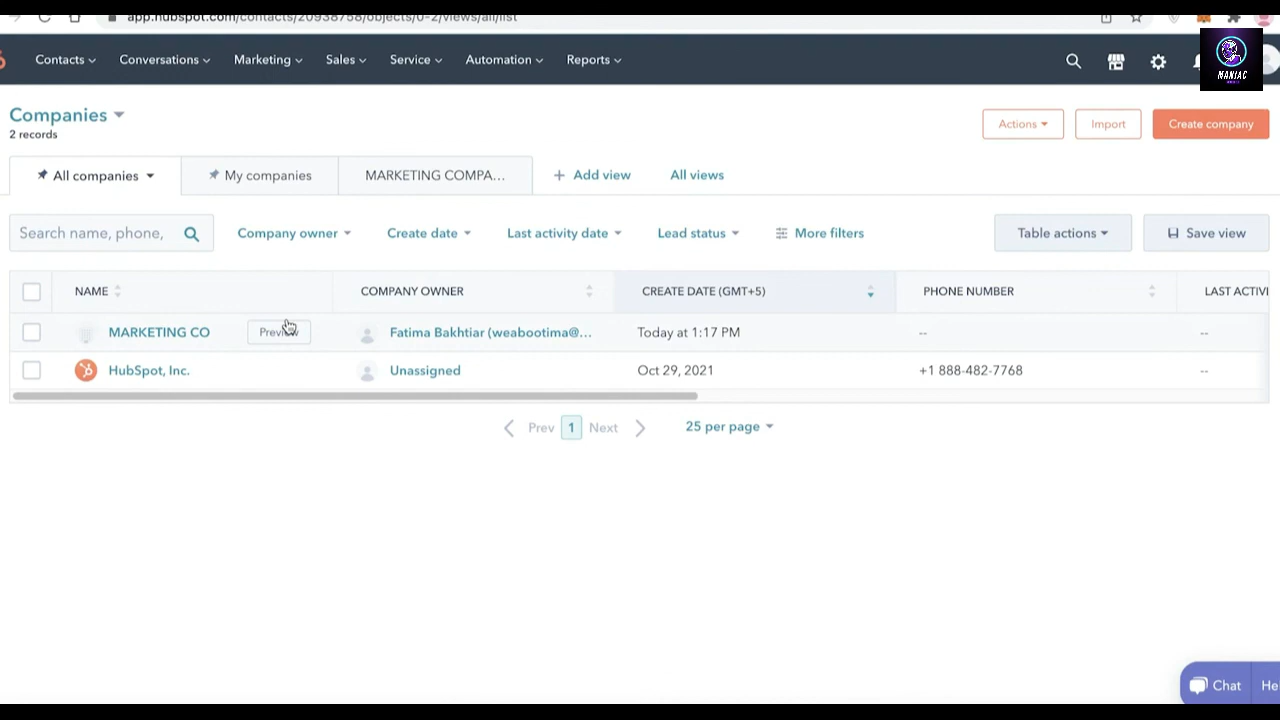 app.hubspot.com/contacts/20938758/objects/0-2/views/all/list
Contacts Conversations Marketing Sales Service Automation Reports
MANIAC
Companies
2 records
Actions Import Create company
All companies My companies MARKETING COMPA... + Add view All views
Search name, phone, Company owner Create date Last activity date Lead status More filters Table actions Save view
NAME COMPANY OWNER CREATE DATE (GMT+5) PHONE NUMBER LAST ACTIVI
MARKETING CO Preview Fatima Bakhtiar (weabootima@... Today at 1:17 PM -- --
HubSpot, Inc. Unassigned Oct 29, 2021 +1 888-482-7768 --
Prev 1 Next 25 per page
Chat He